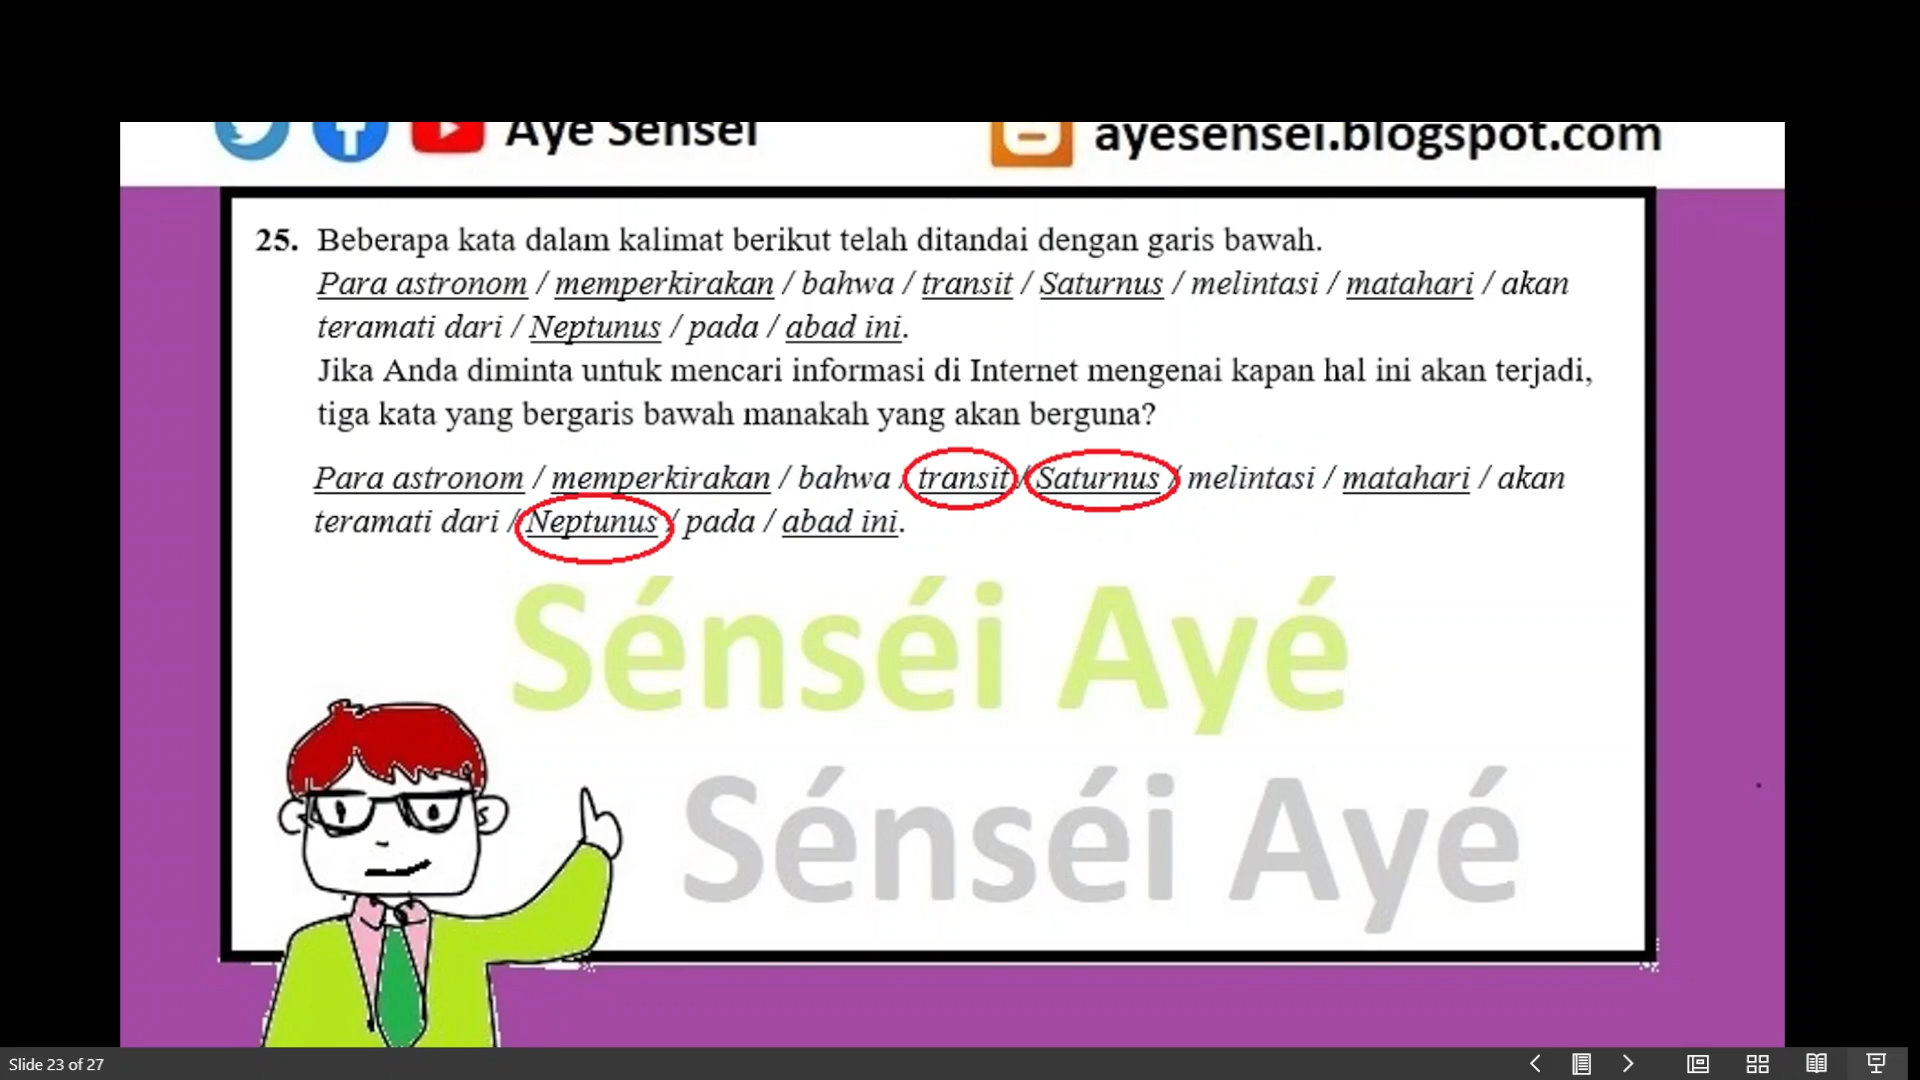 Aye Sensei
ayesensei.blogspot.com
25. Beberapa kata dalam kalimat berikut telah ditandai dengan garis bawah.
Para astronom / memperkirakan / bahwa / transit / Saturnus / melintasi / matahari / akan
teramati dari / Neptunus / pada / abad ini.
Jika Anda diminta untuk mencari informasi di Internet mengenai kapan hal ini akan terjadi,
tiga kata yang bergaris bawah manakah yang akan berguna?
Para astronom / memperkirakan / bahwa / transit / Saturnus / melintasi / matahari / akan
teramati dari / Neptunus / pada / abad ini.
Sénséi Ayé
Sénséi Ayé
Slide 23 of 27